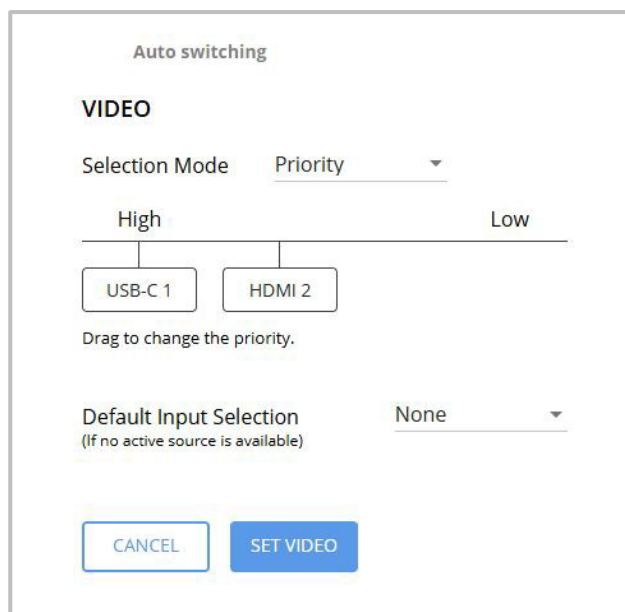 Auto switching
VIDEO
Selection Mode Priority
High Low
USB-C 1 HDMI 2
Drag to change the priority.
Default Input Selection None
(If no active source is available)
CANCEL SET VIDEO